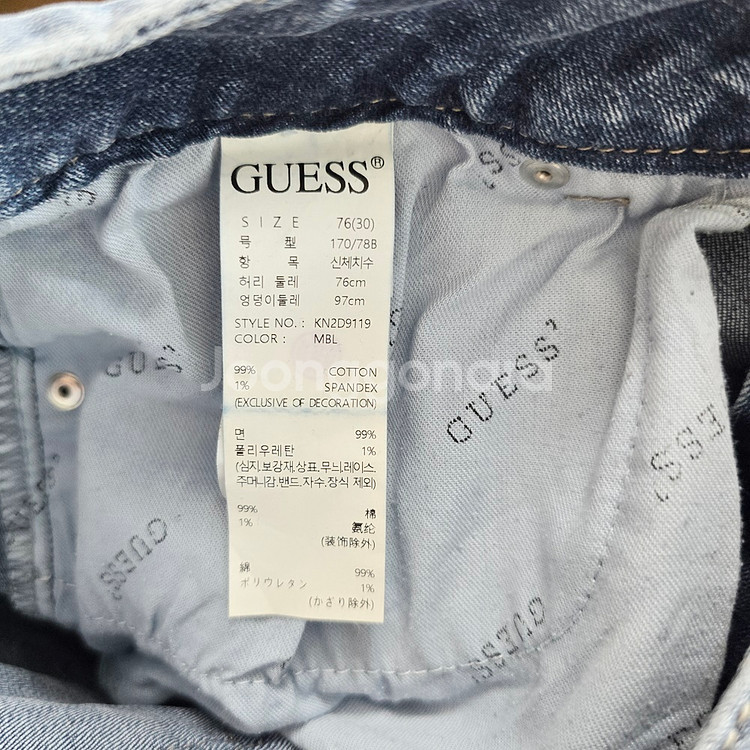 GUESS®
SIZE 76(30)
号 型 170/78B
항 목 신체치수
허리 둘레 76cm
엉덩이둘레 97cm
STYLE NO. : KN2D9119
COLOR : MBL
99% COTTON
1% SPANDEX
(EXCLUSIVE OF DECORATION)
면 99%
폴리우레탄 1%
(심지.보강재.상표.무늬.레이스.
주머니감.밴드.자수.장식 제외)
99% 棉
1% 氨纶
(装饰除外)
綿 99%
ポリウレタン 1%
(かざり除外)
Joonggonara
GUESS
GUESS
GUESS
GUESS
ESS